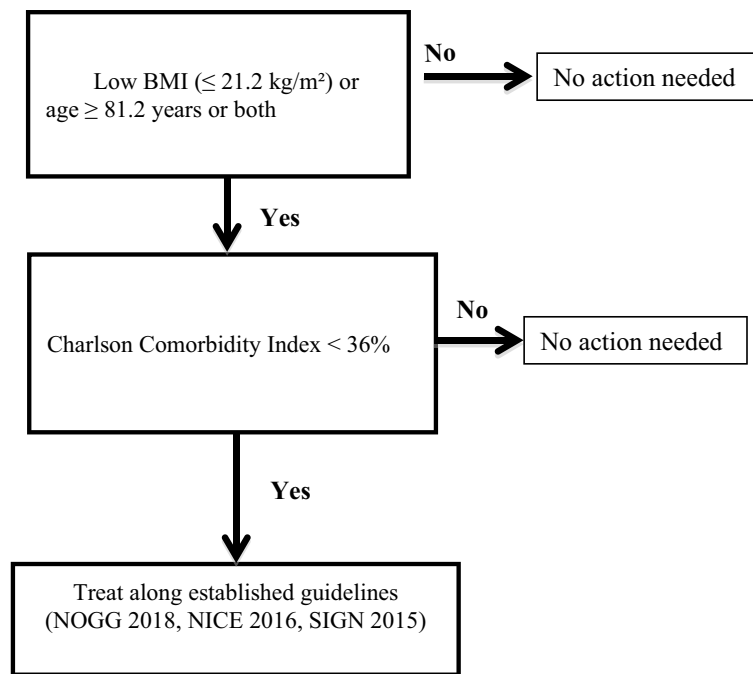 Low BMI (≤ 21.2 kg/m²) or
age ≥ 81.2 years or both
No
No action needed
Yes
Charlson Comorbidity Index < 36%
No
No action needed
Yes
Treat along established guidelines
(NOGG 2018, NICE 2016, SIGN 2015)